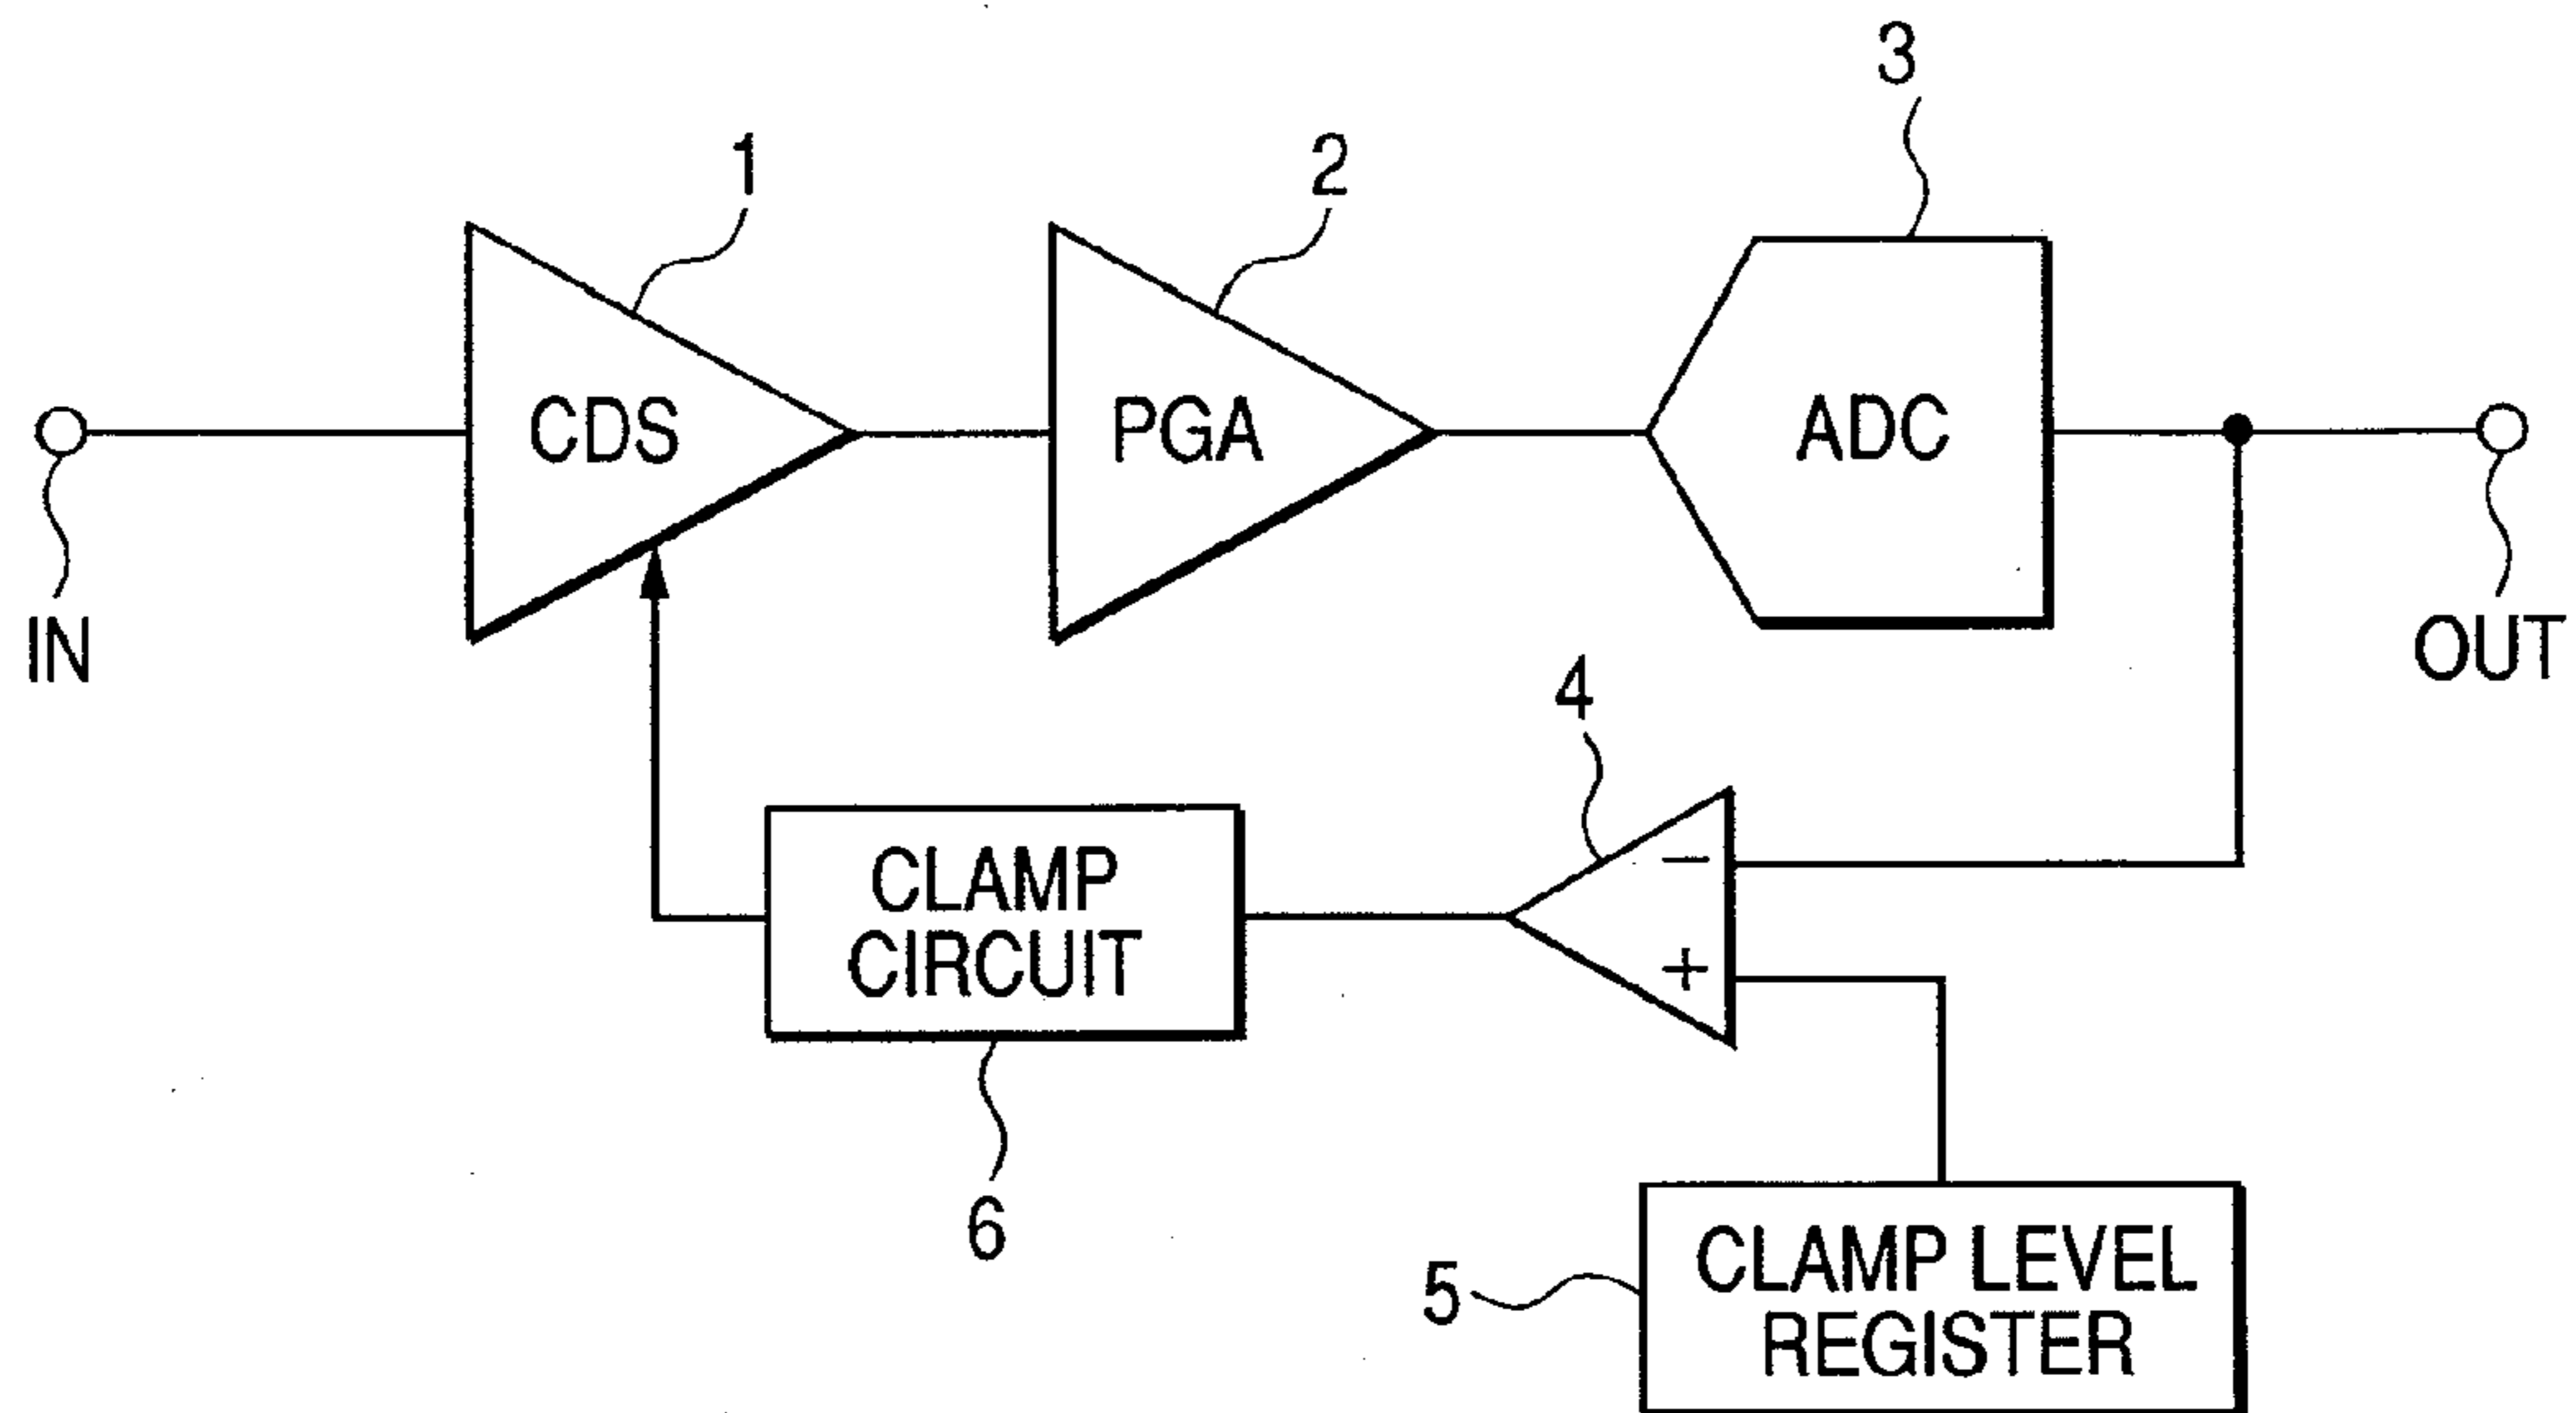 3
1
2
CDS
PGA
ADC
IN
OUT
4
−
+
CLAMP
CIRCUIT
6
5
CLAMP LEVEL
REGISTER